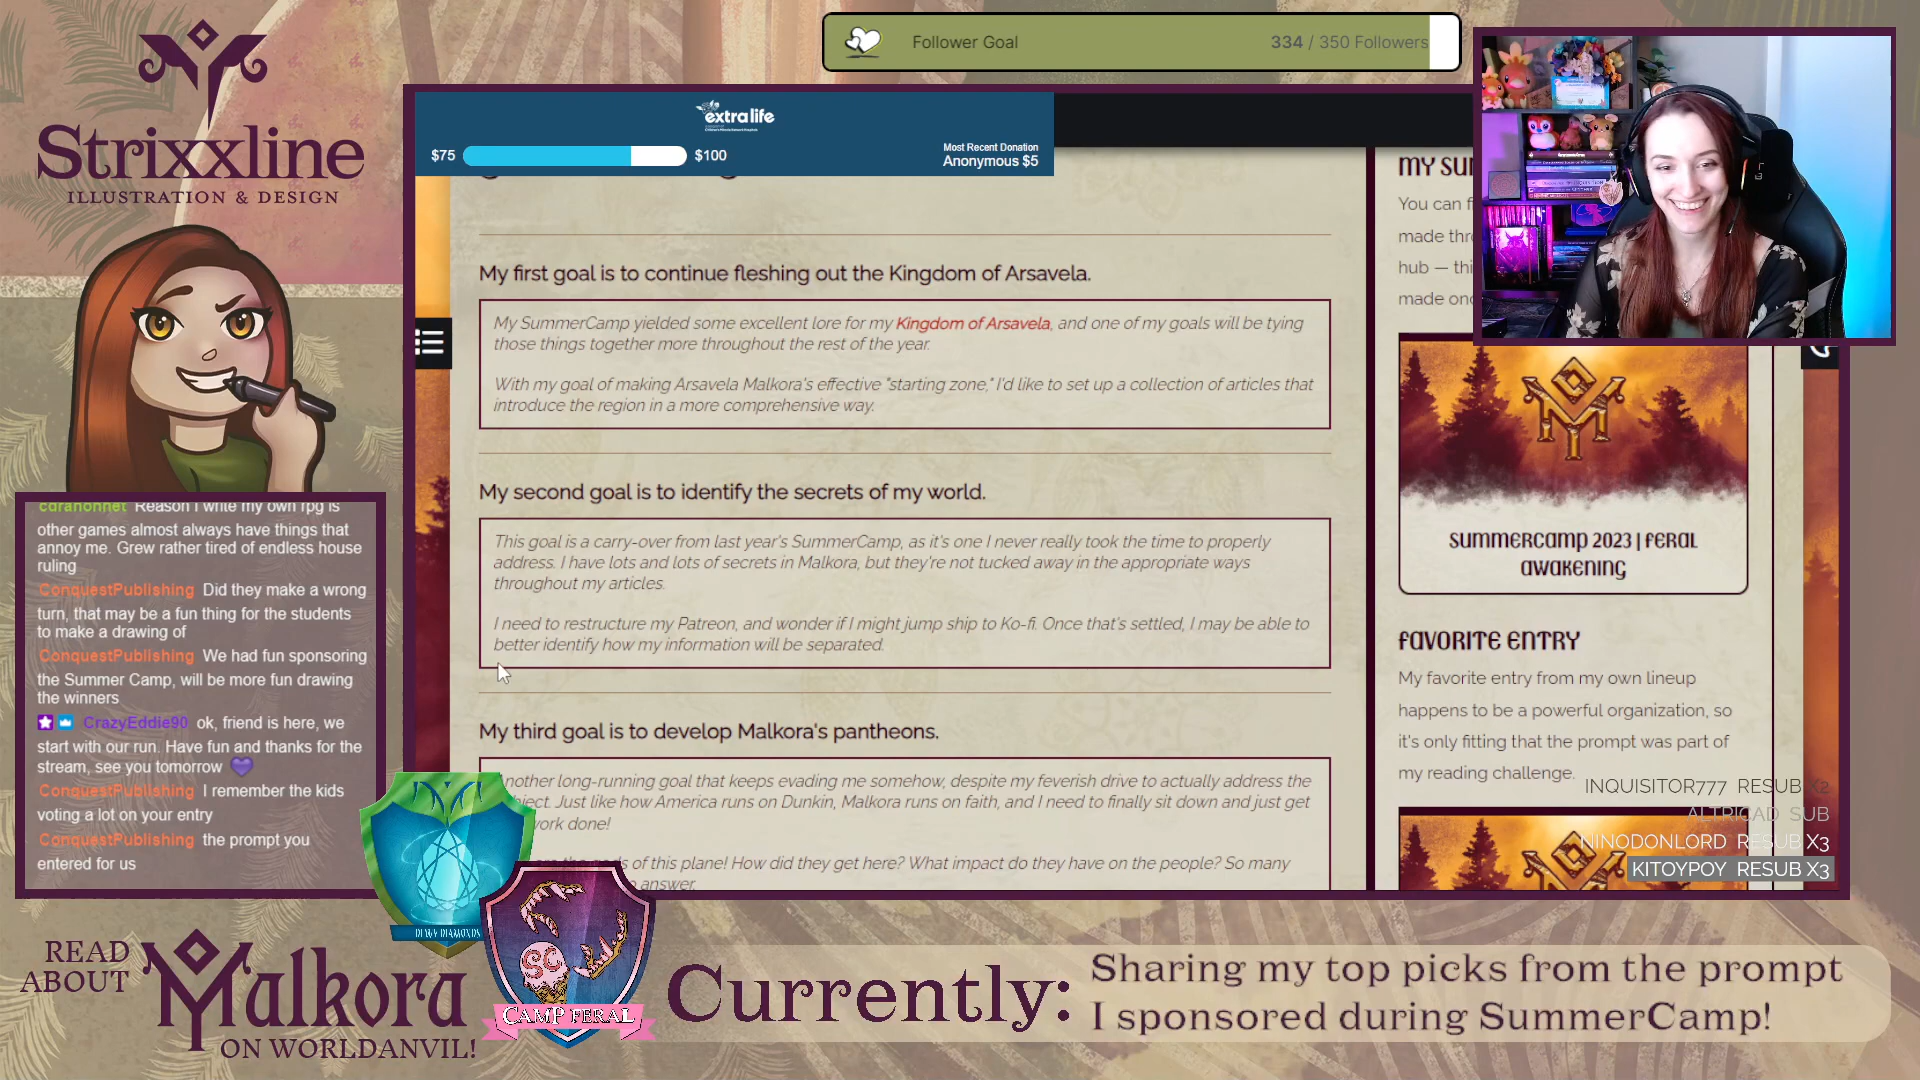 Strixxline
ILLUSTRATION & DESIGN
Follower Goal
334 / 350 Followers
extralife
$75
$100
Most Recent Donation
Anonymous $5
My first goal is to continue fleshing out the Kingdom of Arsavela.
My SummerCamp yielded some excellent lore for my Kingdom of Arsavela, and one of my goals will be tying
those things together more throughout the rest of the year.
With my goal of making Arsavela Malkora's effective "starting zone," I'd like to set up a collection of articles that
introduce the region in a more comprehensive way.
My second goal is to identify the secrets of my world.
This goal is a carry-over from last year's SummerCamp, as it's one I never really took the time to properly
address. I have lots and lots of secrets in Malkora, but they're not tucked away in the appropriate ways
throughout my articles.
I need to restructure my Patreon, and wonder if I might jump ship to Ko-fi. Once that's settled, I may be able to
better identify how my information will be separated.
My third goal is to develop Malkora's pantheons.
nother long-running goal that keeps evading me somehow, despite my feverish drive to actually address the
ject. Just like how America runs on Dunkin, Malkora runs on faith, and I need to finally sit down and just get
work done!
of this plane! How did they get here? What impact do they have on the people? So many
answer.
MY SUM
You can f
made thr
hub — thi
made onc
SUMMERCAMP 2023 | FERAL
AWAKENING
FAVORITE ENTRY
My favorite entry from my own lineup
happens to be a powerful organization, so
it's only fitting that the prompt was part of
my reading challenge.
INQUISITOR777 RESUB X2
ALTRICAD SUB
NINODONLORD RESUB X3
KITOYPOY RESUB X3
cdrahonnet Reason I write my own rpg is
other games almost always have things that
annoy me. Grew rather tired of endless house
ruling
ConquestPublishing Did they make a wrong
turn, that may be a fun thing for the students
to make a drawing of
ConquestPublishing We had fun sponsoring
the Summer Camp, will be more fun drawing
the winners
CrazyEddie90 ok, friend is here, we
start with our run. Have fun and thanks for the
stream, see you tomorrow
ConquestPublishing I remember the kids
voting a lot on your entry
ConquestPublishing the prompt you
entered for us
DEWY DIAMONDS
SC
CAMP FERAL
READ
ABOUT
Malkora
ON WORLDANVIL!
Currently:
Sharing my top picks from the prompt
I sponsored during SummerCamp!